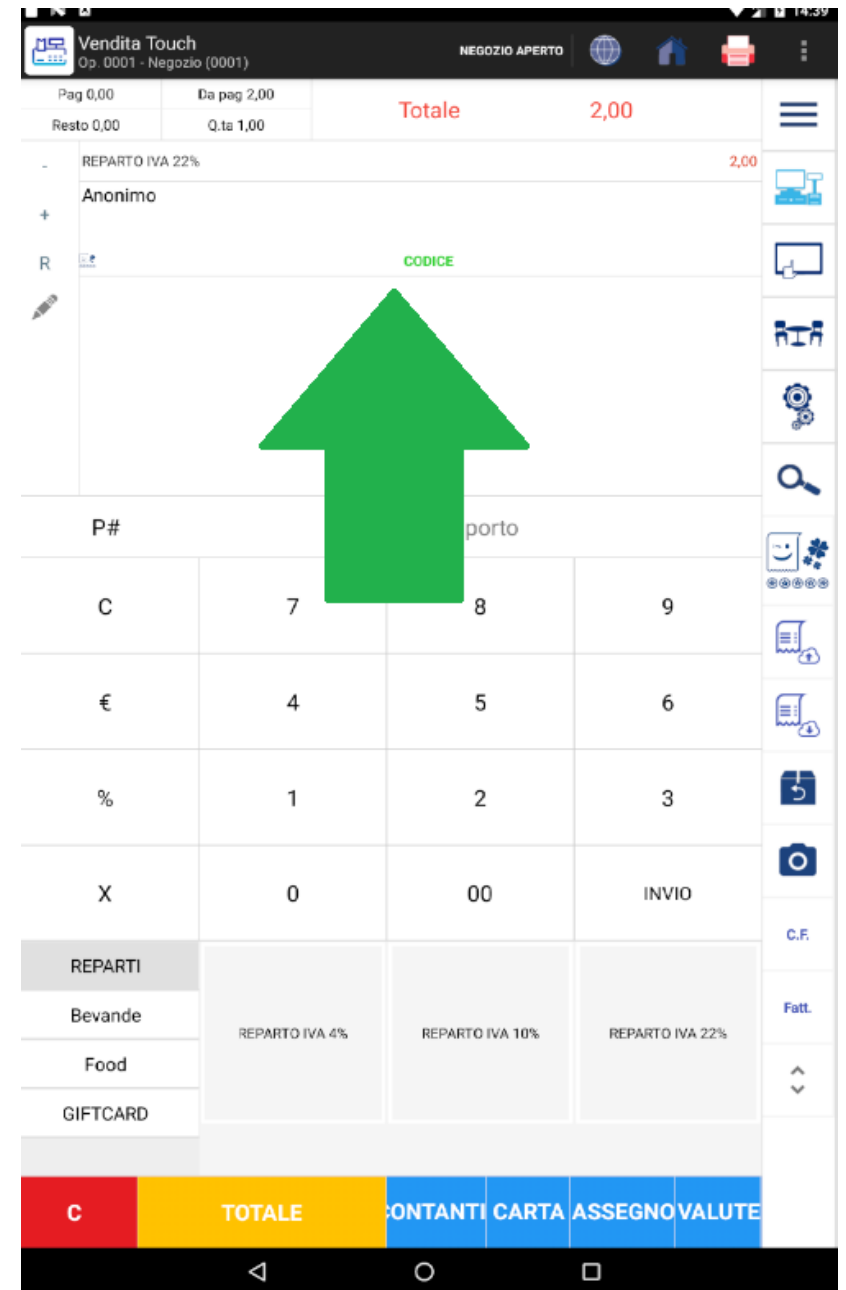 14:39
Vendita Touch
Op. 0001 - Negozio (0001)
NEGOZIO APERTO
Pag 0,00
Da pag 2,00
Totale
2,00
Resto 0,00
Q.ta 1,00
-
REPARTO IVA 22%
2,00
Anonimo
+
R
CODICE
P#
porto
C
7
8
9
€
4
5
6
%
1
2
3
X
0
00
INVIO
C.F.
REPARTI
Bevande
Food
GIFTCARD
REPARTO IVA 4%
REPARTO IVA 10%
REPARTO IVA 22%
Fatt.
C
TOTALE
CONTANTI
CARTA
ASSEGNO
VALUTE